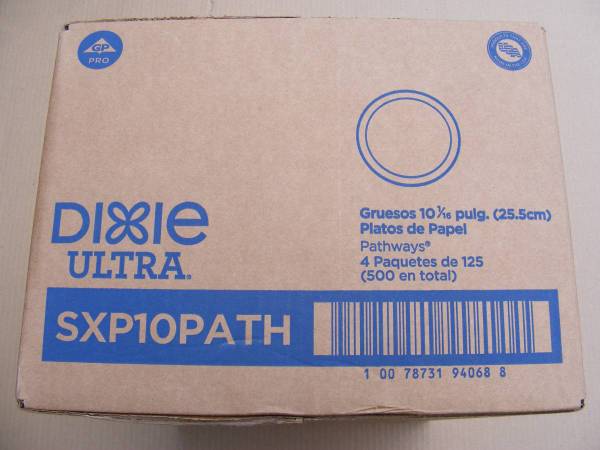 GP
PRO
DIXIE
ULTRA®
Gruesos 10 1/16 pulg. (25.5cm)
Platos de Papel
Pathways®
4 Paquetes de 125
(500 en total)
SXP10PATH
1 00 78731 94068 8